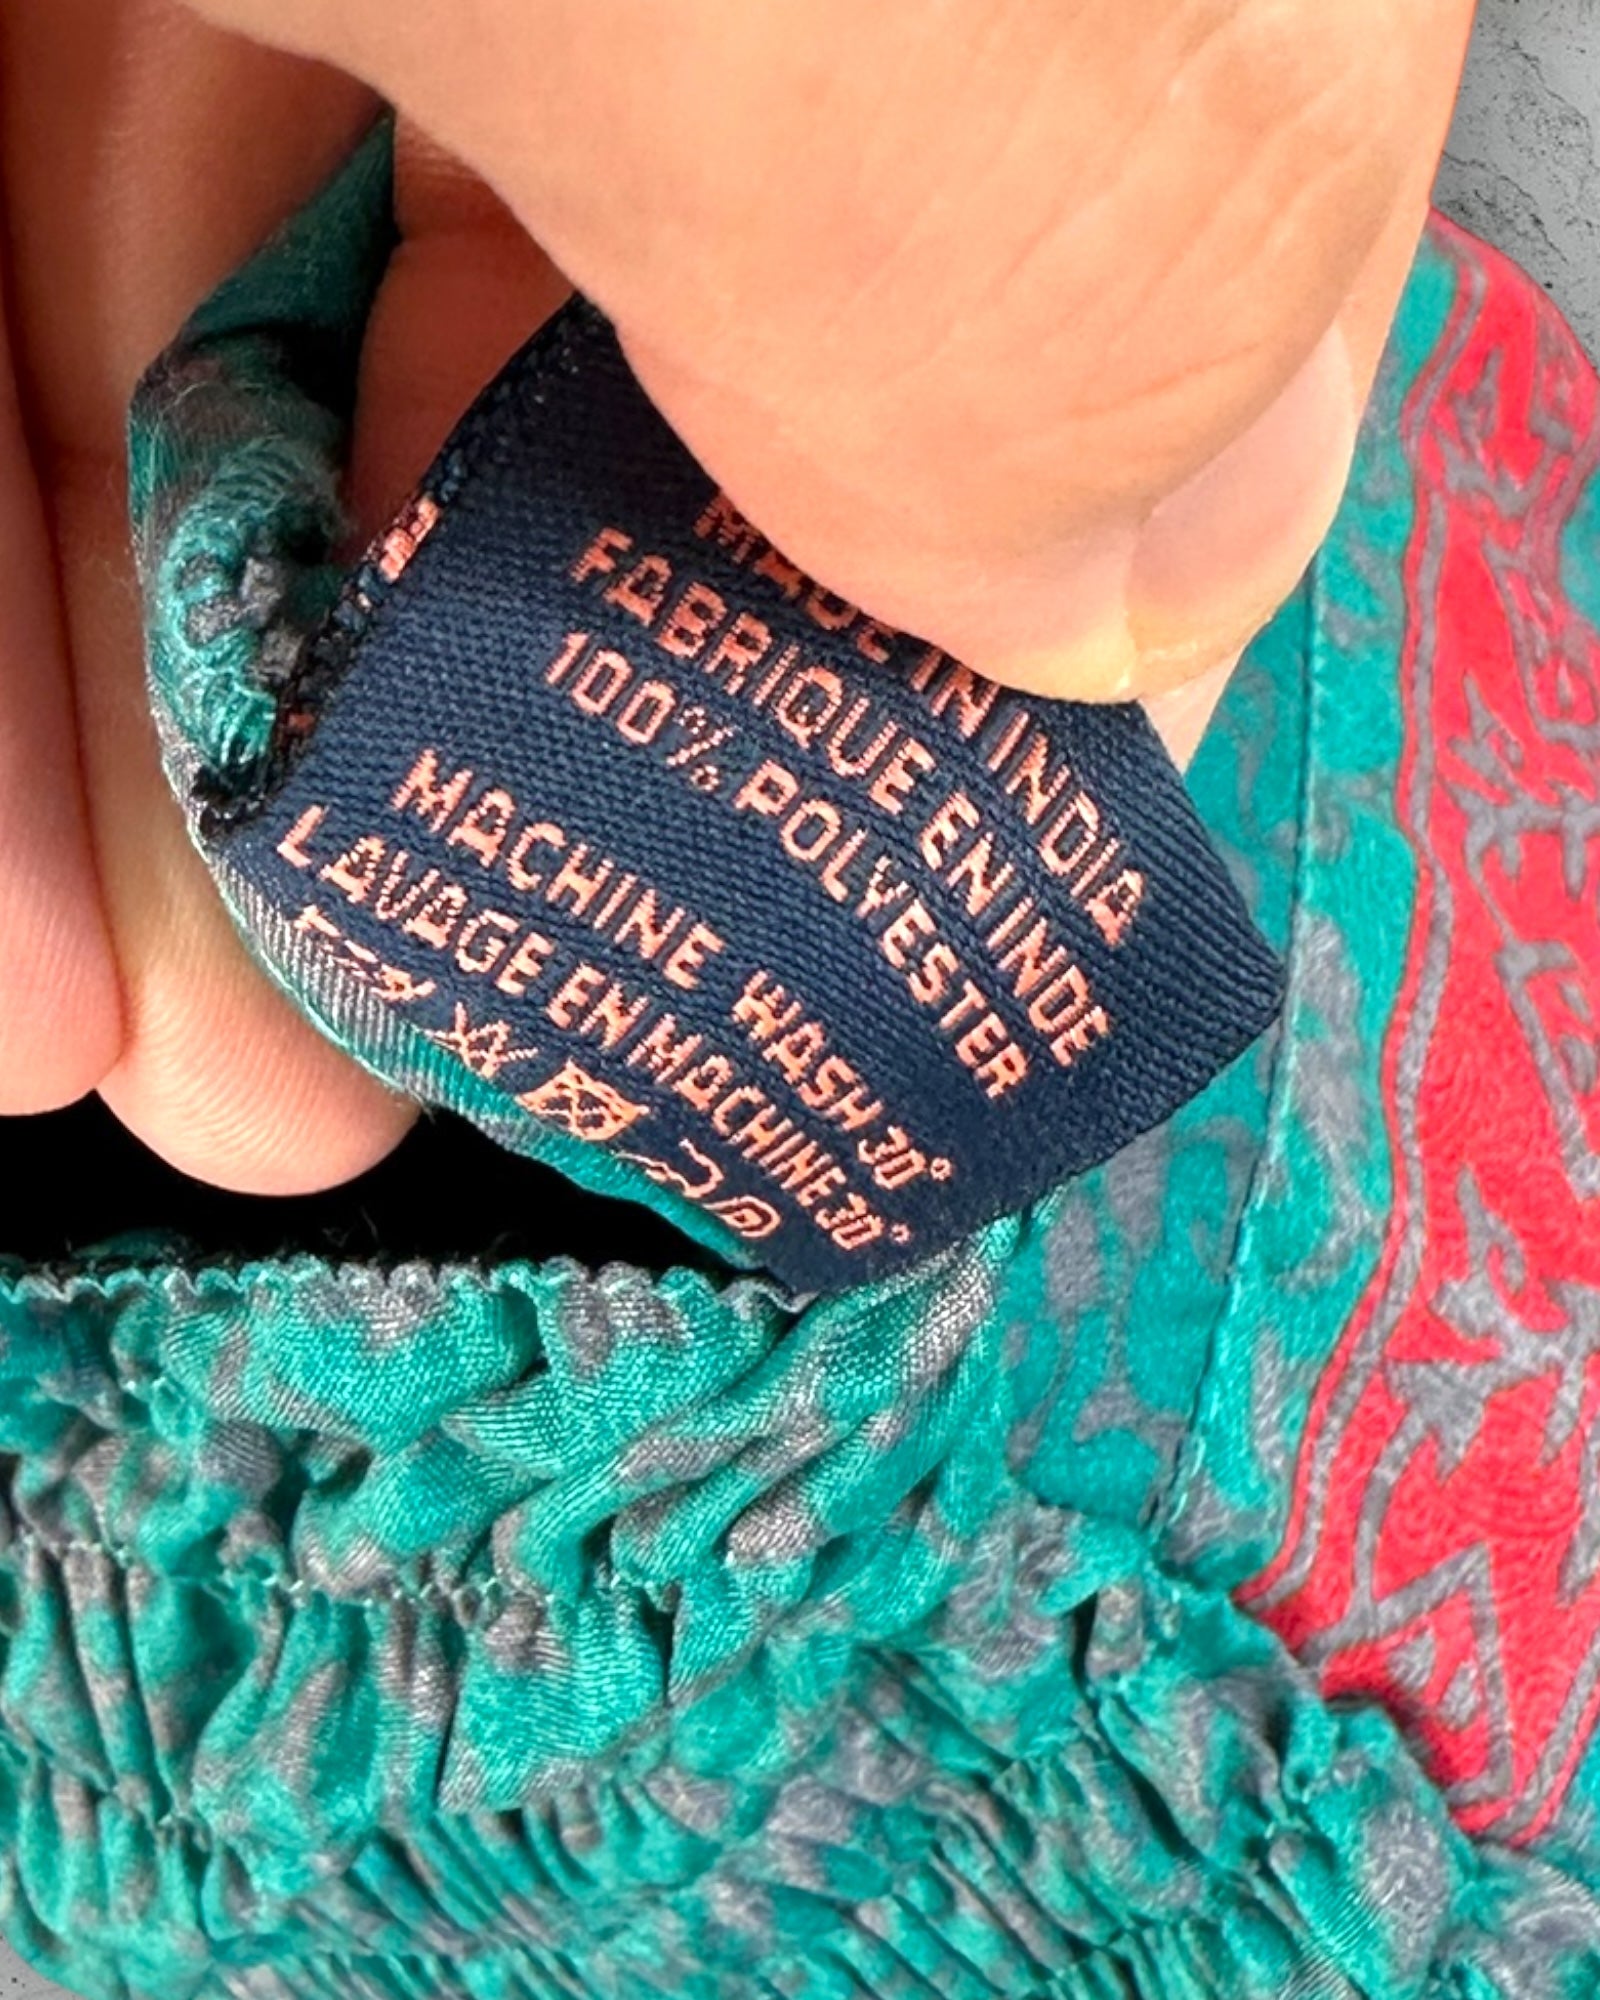 MADE IN INDIA
FABRIQUE EN INDE
100% POLYESTER
MACHINE WASH 30°
LAVAGE EN MACHINE 30°